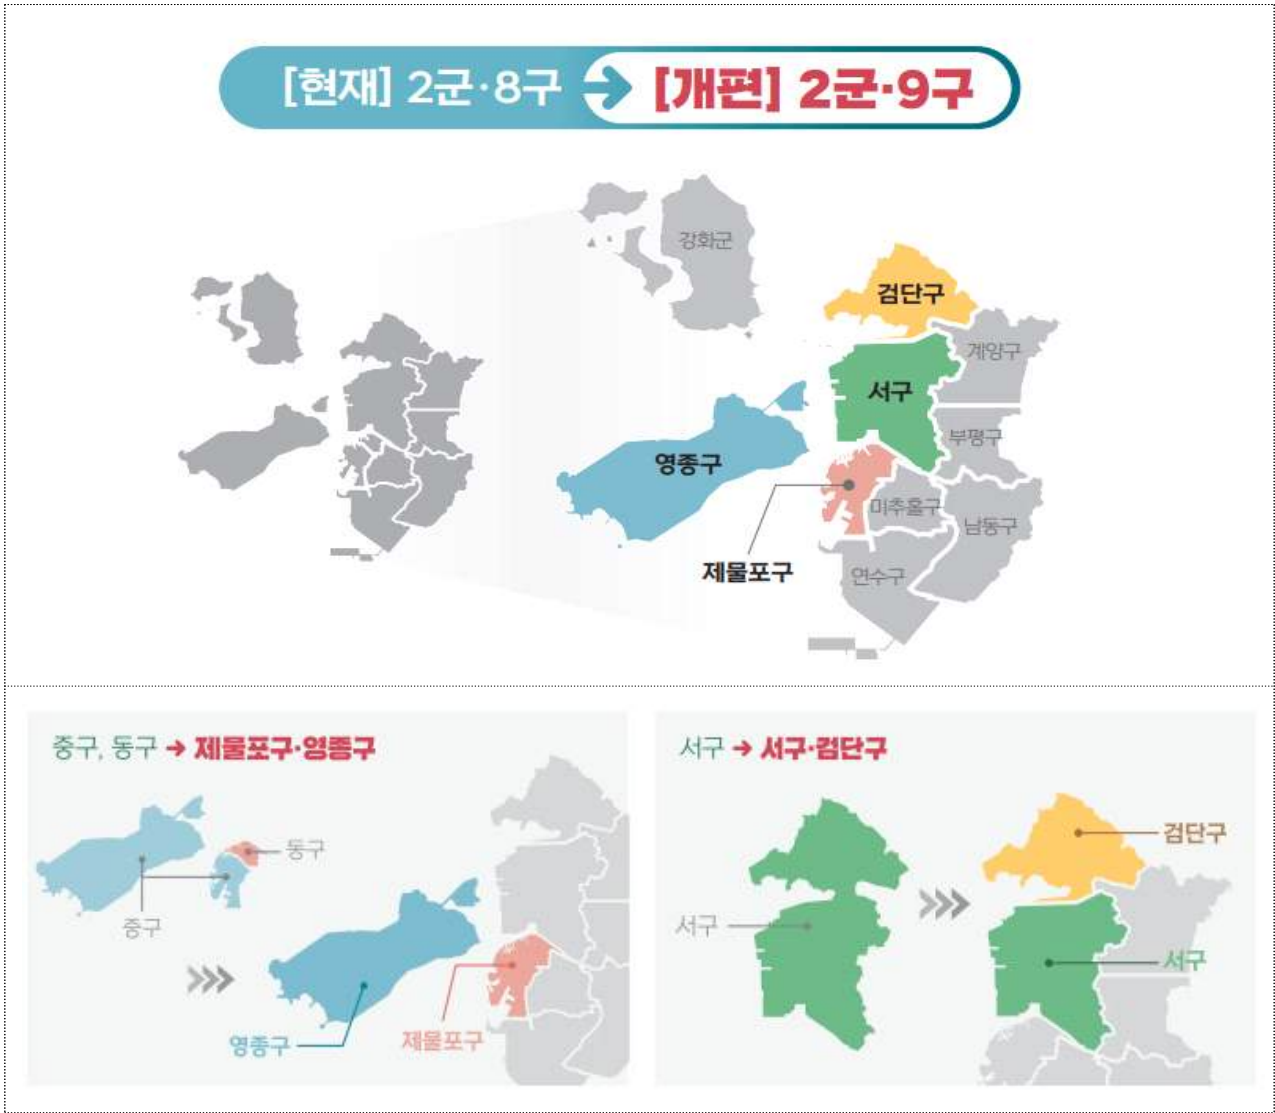 [현재] 2군·8구 → [개편] 2군·9구
강화군
검단구
계양구
서구
부평구
영종구
미추홀구
남동구
제물포구
연수구
중구, 동구 → 제물포구·영종구
동구
중구
영종구
제물포구
서구 → 서구·검단구
검단구
서구
서구